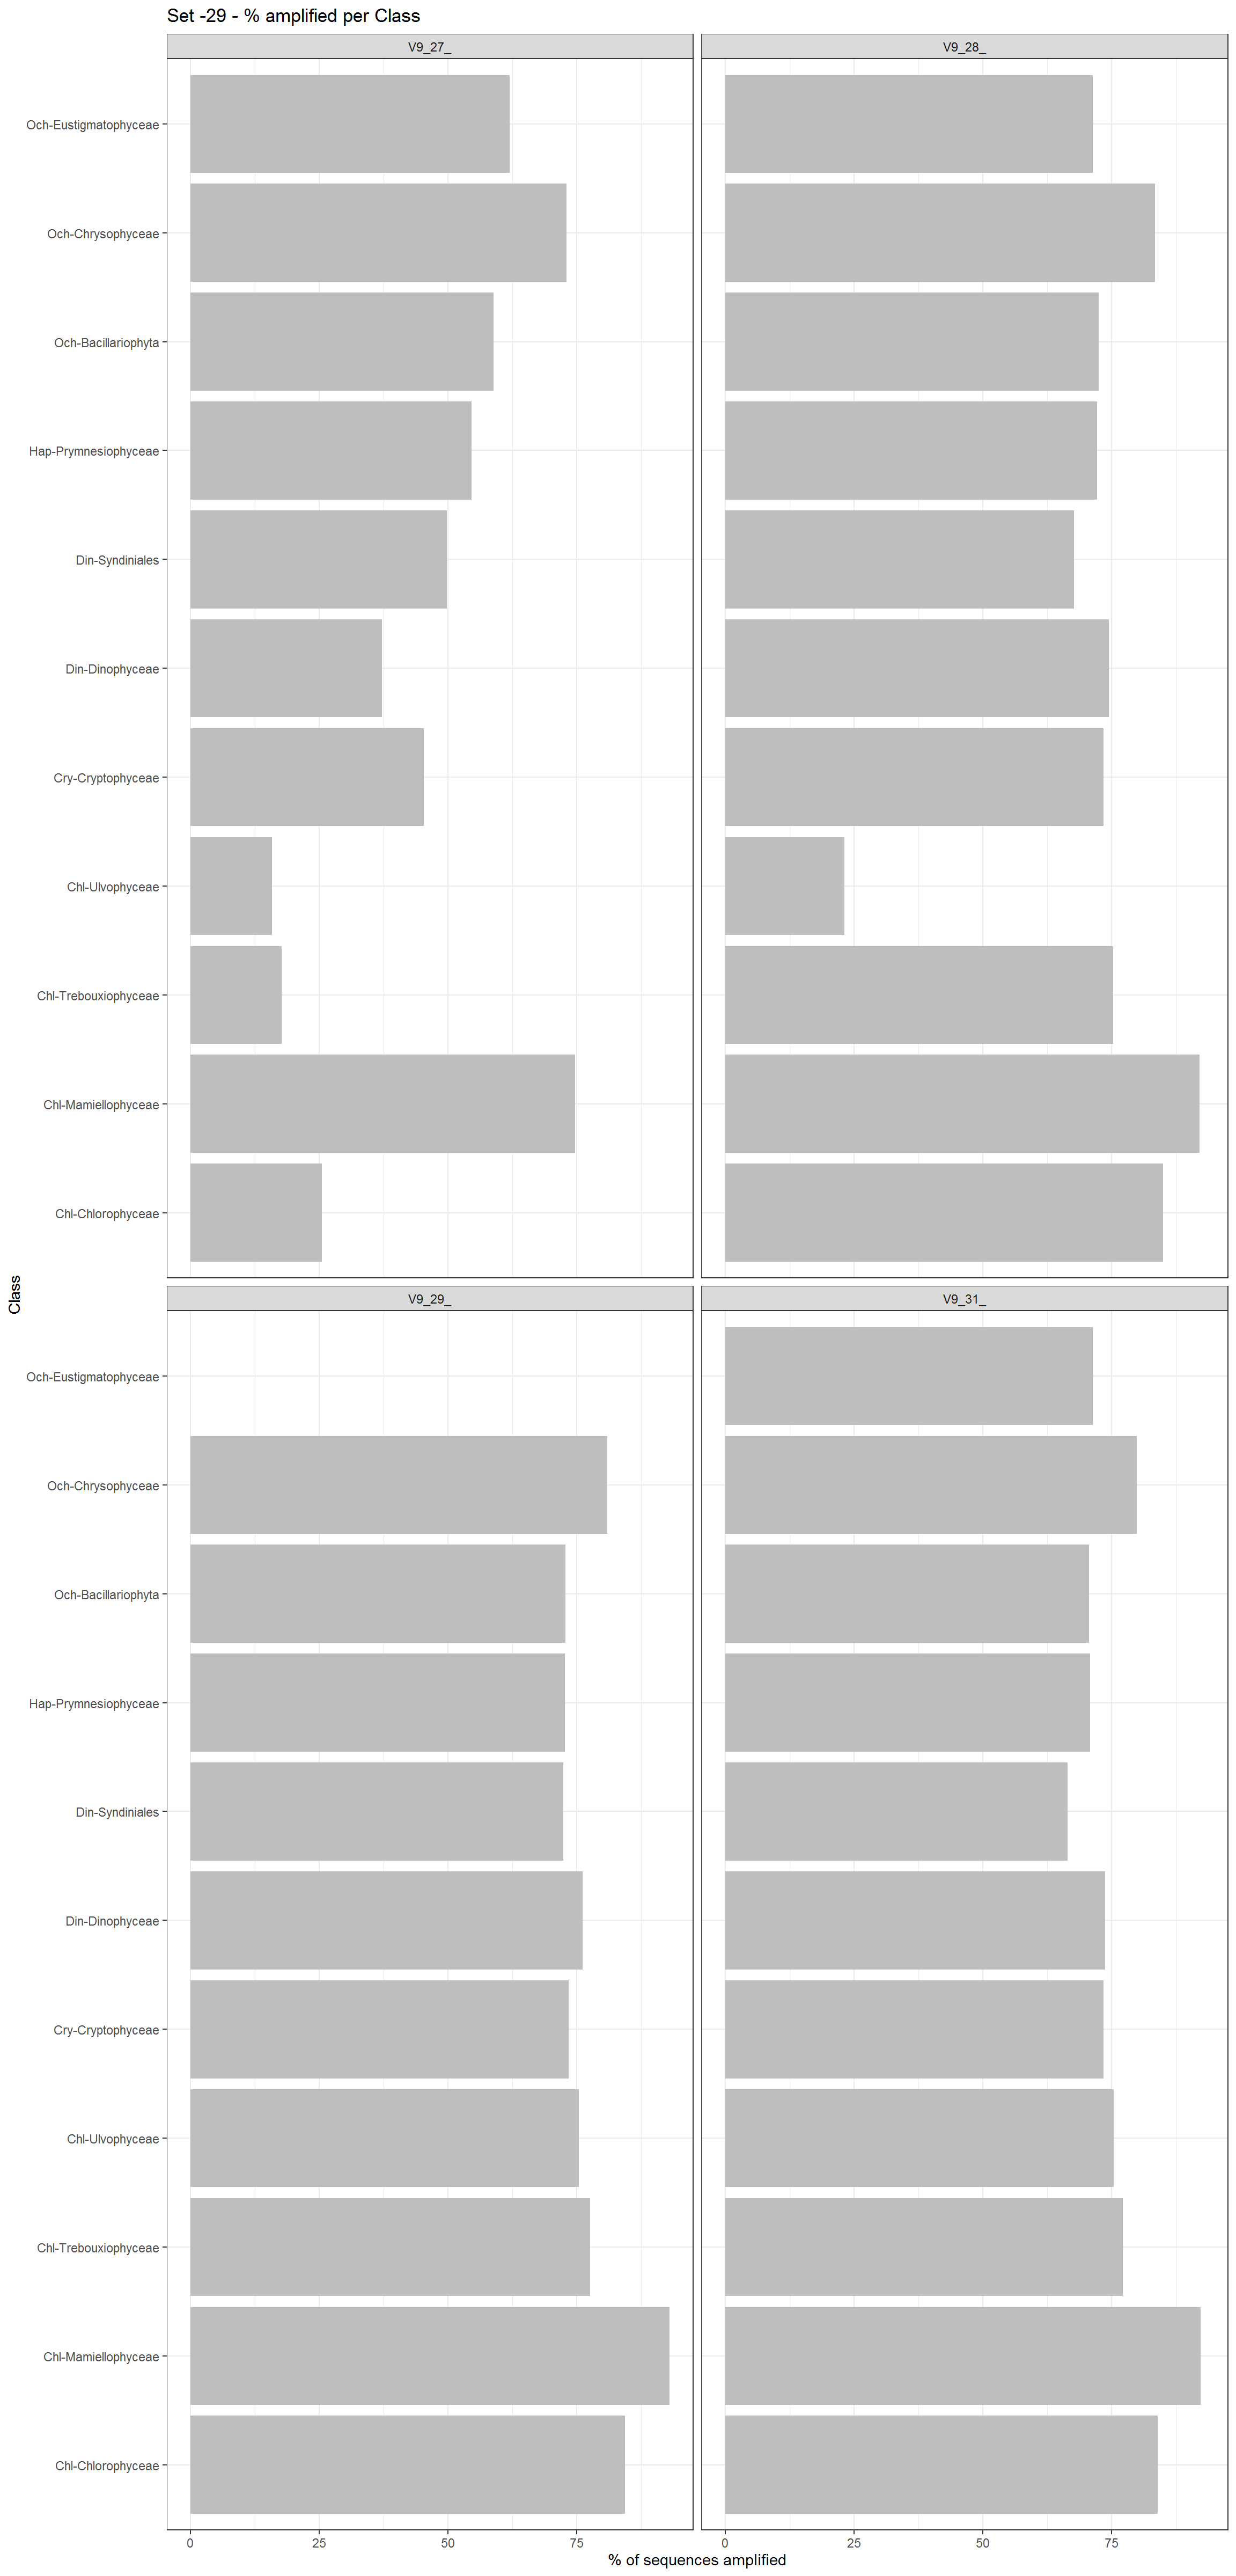 Set -29 - % amplified per Class
V9_27_
V9_28_
Och-Eustigmatophyceae
Och-Chrysophyceae
Och-Bacillariophyta
Hap-Prymnesiophyceae
Din-Syndiniales
Din-Dinophyceae
Cry-Cryptophyceae
Chl-Ulvophyceae
Chl-Trebouxiophyceae
Chl-Mamiellophyceae
Chl-Chlorophyceae
Class
V9_29_
V9_31_
Och-Eustigmatophyceae
Och-Chrysophyceae
Och-Bacillariophyta
Hap-Prymnesiophyceae
Din-Syndiniales
Din-Dinophyceae
Cry-Cryptophyceae
Chl-Ulvophyceae
Chl-Trebouxiophyceae
Chl-Mamiellophyceae
Chl-Chlorophyceae
0 25 50 75
0 25 50 75
% of sequences amplified